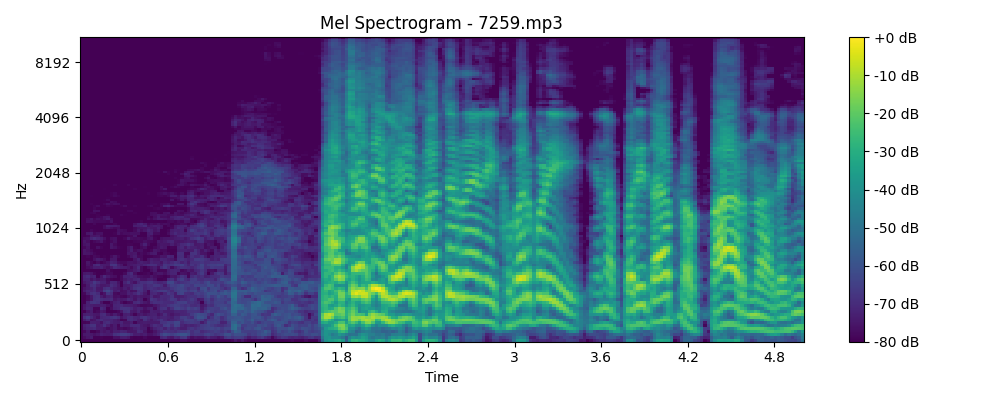 Mel Spectrogram - 7259.mp3
Hz
8192
4096
2048
1024
512
0
0
0.6
1.2
1.8
2.4
3
3.6
4.2
4.8
Time
+0 dB
-10 dB
-20 dB
-30 dB
-40 dB
-50 dB
-60 dB
-70 dB
-80 dB